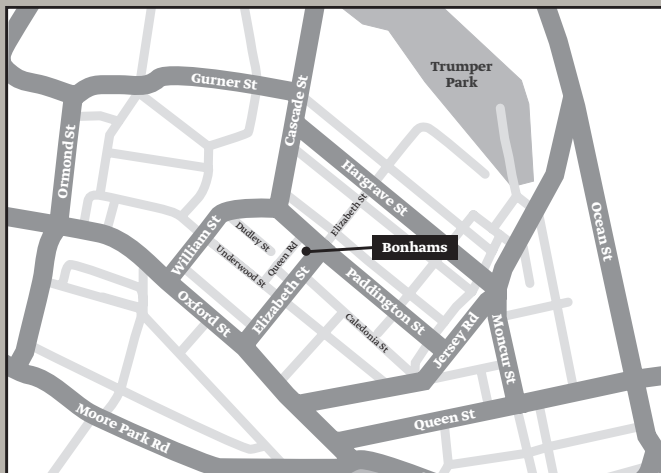 Trumper
Park
Gurner St
Cascade St
Ormond St
Hargrave St
Elizabeth St
Ocean St
William St
Dudley St
Queen Rd
Underwood St
Bonhams
Elizabeth St
Paddington St
Oxford St
Caledonia St
Jersey Rd
Moncur St
Queen St
Moore Park Rd